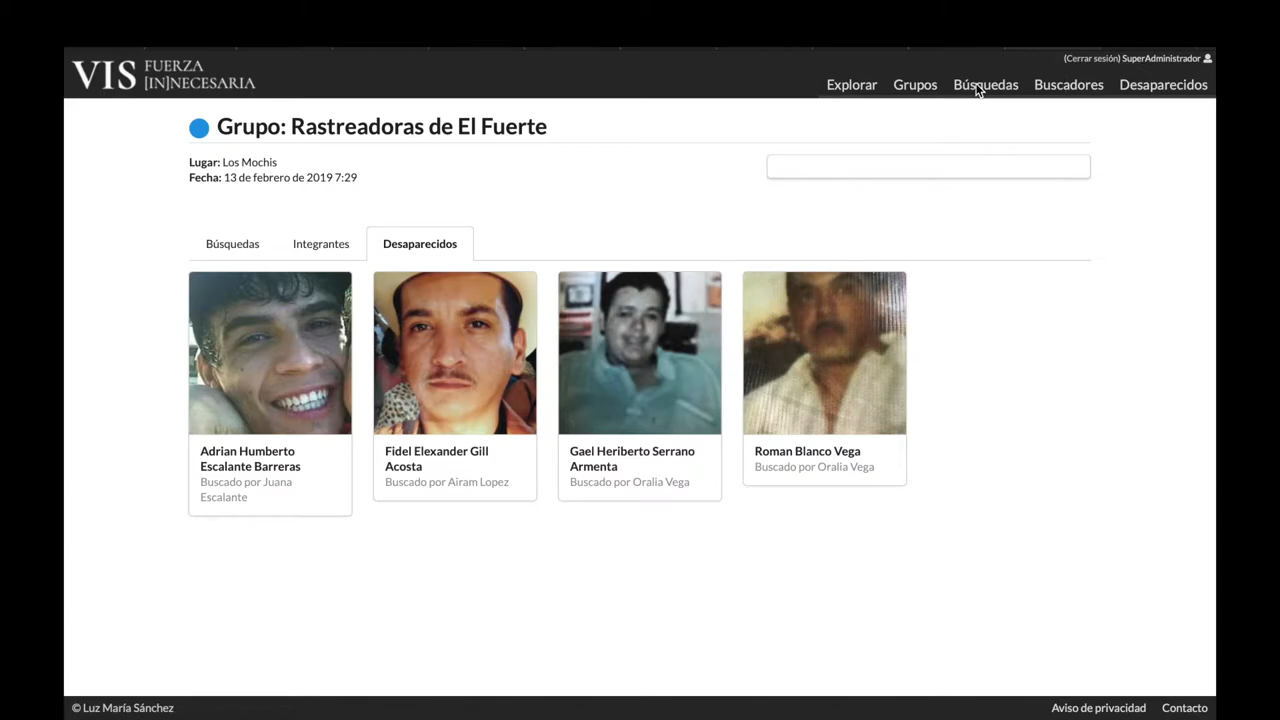 VIS FUERZA [IN]NECESARIA
(Cerrar sesión) SuperAdministrador
Explorar Grupos Búsquedas Buscadores Desaparecidos
Grupo: Rastreadoras de El Fuerte
Lugar: Los Mochis
Fecha: 13 de febrero de 2019 7:29
Búsquedas Integrantes Desaparecidos
Adrian Humberto
Escalante Barreras
Buscado por Juana
Escalante
Fidel Elexander Gill
Acosta
Buscado por Airam Lopez
Gael Heriberto Serrano
Armenta
Buscado por Oralia Vega
Roman Blanco Vega
Buscado por Oralia Vega
© Luz María Sánchez
Aviso de privacidad Contacto